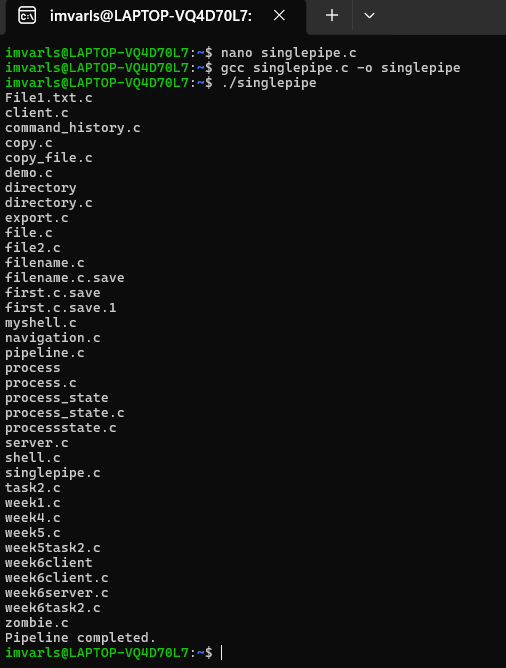 imvarls@LAPTOP-VQ4D70L7:
imvarls@LAPTOP-VQ4D70L7:~$ nano singlepipe.c
imvarls@LAPTOP-VQ4D70L7:~$ gcc singlepipe.c -o singlepipe
imvarls@LAPTOP-VQ4D70L7:~$ ./singlepipe
File1.txt.c
client.c
command_history.c
copy.c
copy_file.c
demo.c
directory
directory.c
export.c
file.c
file2.c
filename.c
filename.c.save
first.c.save
first.c.save.1
myshell.c
navigation.c
pipeline.c
process
process.c
process_state
process_state.c
processstate.c
server.c
shell.c
singlepipe.c
task2.c
week1.c
week4.c
week5.c
week5task2.c
week6client
week6client.c
week6server.c
week6task2.c
zombie.c
Pipeline completed.
imvarls@LAPTOP-VQ4D70L7:~$